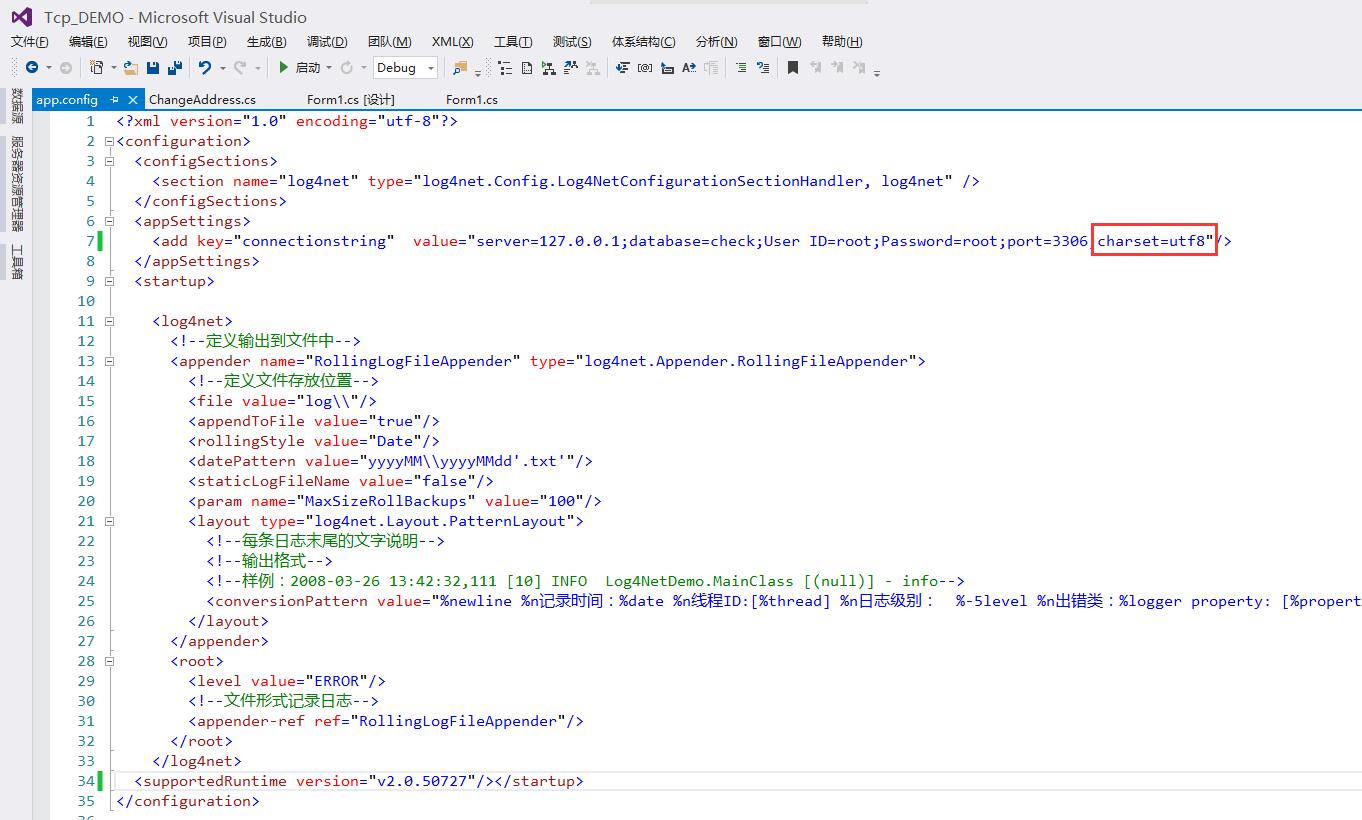 Tcp_DEMO - Microsoft Visual Studio
文件(F) 编辑(E) 视图(V) 项目(P) 生成(B) 调试(D) 团队(M) XML(X) 工具(T) 测试(S) 体系结构(C) 分析(N) 窗口(W) 帮助(H)
启动 Debug
app.config ChangeAddress.cs Form1.cs [设计] Form1.cs
数据源
服务器资源管理器
工具箱
1 <?xml version="1.0" encoding="utf-8"?>
2 <configuration>
3 <configSections>
4 <section name="log4net" type="log4net.Config.Log4NetConfigurationSectionHandler, log4net" />
5 </configSections>
6 <appSettings>
7 <add key="connectionstring"  value="server=127.0.0.1;database=check;User ID=root;Password=root;port=3306 charset=utf8"/>
8 </appSettings>
9 <startup>
10
11 <log4net>
12 <!--定义输出到文件中-->
13 <appender name="RollingLogFileAppender" type="log4net.Appender.RollingFileAppender">
14 <!--定义文件存放位置-->
15 <file value="log\\"/>
16 <appendToFile value="true"/>
17 <rollingStyle value="Date"/>
18 <datePattern value="yyyyMM\\yyyyMMdd'.txt'"/>
19 <staticLogFileName value="false"/>
20 <param name="MaxSizeRollBackups" value="100"/>
21 <layout type="log4net.Layout.PatternLayout">
22 <!--每条日志末尾的文字说明-->
23 <!--输出格式-->
24 <!--样例：2008-03-26 13:42:32,111 [10] INFO  Log4NetDemo.MainClass [(null)] - info-->
25 <conversionPattern value="%newline %n记录时间：%date %n线程ID:[%thread] %n日志级别：  %-5level %n出错类：%logger property: [%propert
26 </layout>
27 </appender>
28 <root>
29 <level value="ERROR"/>
30 <!--文件形式记录日志-->
31 <appender-ref ref="RollingLogFileAppender"/>
32 </root>
33 </log4net>
34 <supportedRuntime version="v2.0.50727"/></startup>
35 </configuration>